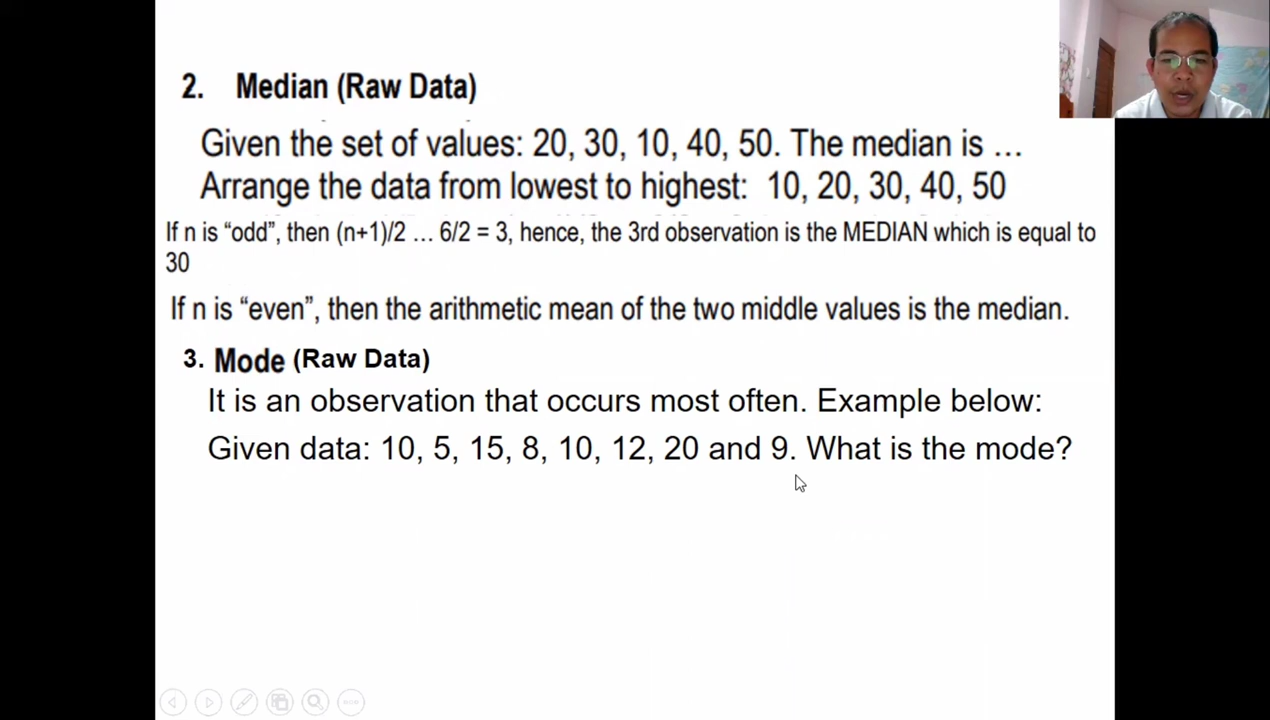 2. Median (Raw Data)
Given the set of values: 20, 30, 10, 40, 50. The median is …
Arrange the data from lowest to highest: 10, 20, 30, 40, 50
If n is “odd”, then (n+1)/2 … 6/2 = 3, hence, the 3rd observation is the MEDIAN which is equal to
30
If n is “even”, then the arithmetic mean of the two middle values is the median.
3. Mode (Raw Data)
It is an observation that occurs most often. Example below:
Given data: 10, 5, 15, 8, 10, 12, 20 and 9. What is the mode?